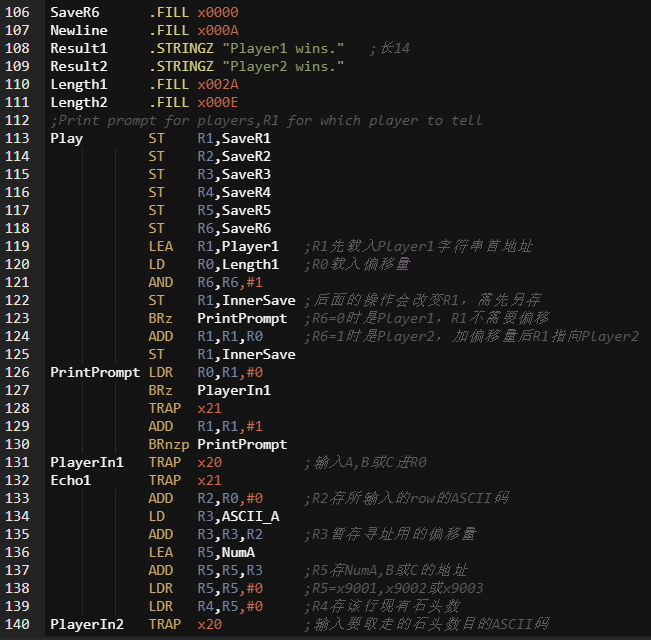 106 SaveR6 .FILL x0000
107 Newline .FILL x000A
108 Result1 .STRINGZ "Player1 wins." ;长14
109 Result2 .STRINGZ "Player2 wins."
110 Length1 .FILL x002A
111 Length2 .FILL x000E
112 ;Print prompt for players,R1 for which player to tell
113 Play ST R1,SaveR1
114 ST R2,SaveR2
115 ST R3,SaveR3
116 ST R4,SaveR4
117 ST R5,SaveR5
118 ST R6,SaveR6
119 LEA R1,Player1 ;R1先载入Player1字符串首地址
120 LD R0,Length1 ;R0载入偏移量
121 AND R6,R6,#1
122 ST R1,InnerSave ;后面的操作会改变R1，需先另存
123 BRz PrintPrompt ;R6=0时是Player1，R1不需要偏移
124 ADD R1,R1,R0 ;R6=1时是Player2，加偏移量后R1指向Player2
125 ST R1,InnerSave
126 PrintPrompt LDR R0,R1,#0
127 BRz PlayerIn1
128 TRAP x21
129 ADD R1,R1,#1
130 BRnzp PrintPrompt
131 PlayerIn1 TRAP x20 ;输入A,B或C进R0
132 Echo1 TRAP x21
133 ADD R2,R0,#0 ;R2存所输入的row的ASCII码
134 LD R3,ASCII_A
135 ADD R3,R3,R2 ;R3暂存寻址用的偏移量
136 LEA R5,NumA
137 ADD R5,R5,R3 ;R5存NumA,B或C的地址
138 LDR R5,R5,#0 ;R5=x9001,x9002或x9003
139 LDR R4,R5,#0 ;R4存该行现有石头数
140 PlayerIn2 TRAP x20 ;输入要取走的石头数目的ASCII码